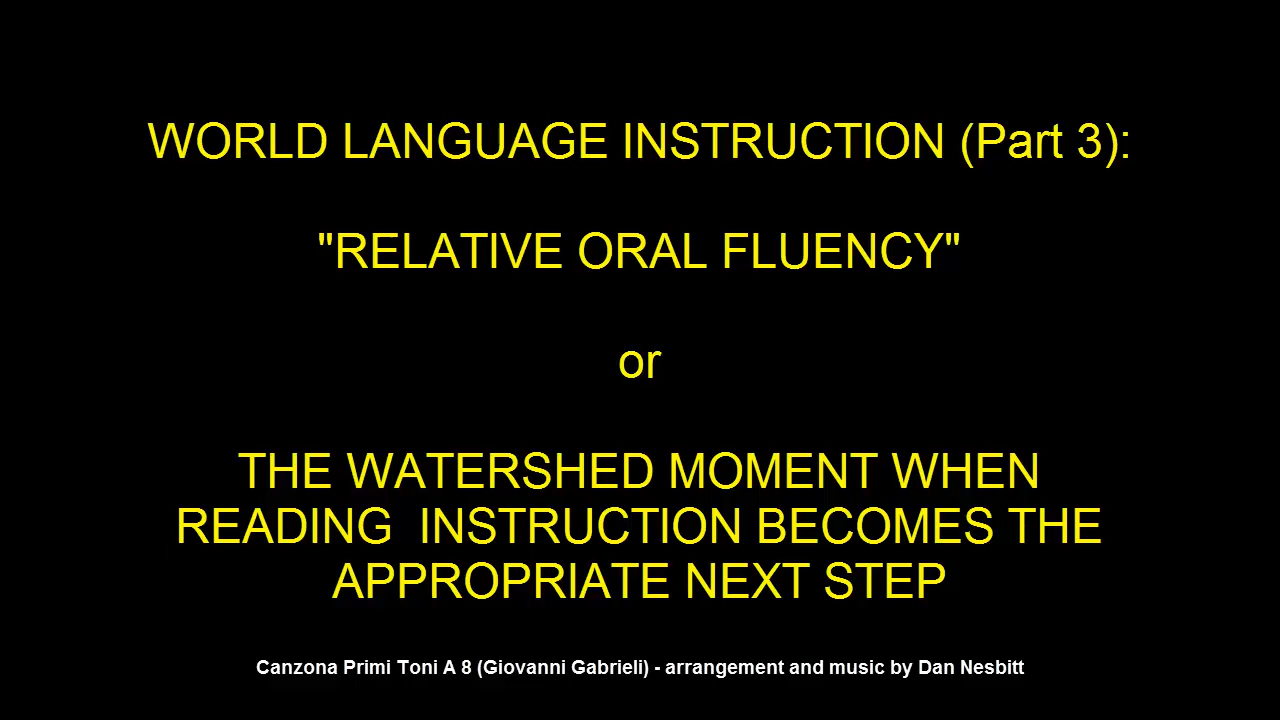 WORLD LANGUAGE INSTRUCTION (Part 3):
"RELATIVE ORAL FLUENCY"
or
THE WATERSHED MOMENT WHEN
READING  INSTRUCTION BECOMES THE
APPROPRIATE NEXT STEP
Canzona Primi Toni A 8 (Giovanni Gabrieli) - arrangement and music by Dan Nesbitt